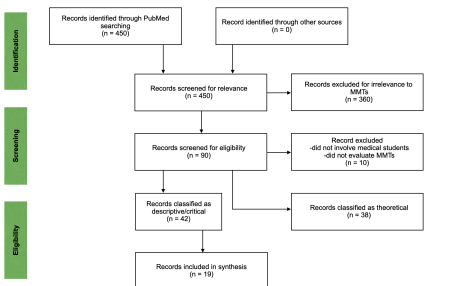 Identification
Records identified through PubMed
searching
(n = 450)
Record identified through other sources
(n = 0)
Records screened for relevance
(n = 450)
Records excluded for irrelevance to
MMTs
(n = 360)
Screening
Records screened for eligibility
(n = 90)
Record excluded
-did not involve medical students
-did not evaluate MMTs
(n = 10)
Eligibility
Records classified as
descriptive/critical
(n = 42)
Records classified as theoretical
(n = 38)
Records included in synthesis
(n = 19)